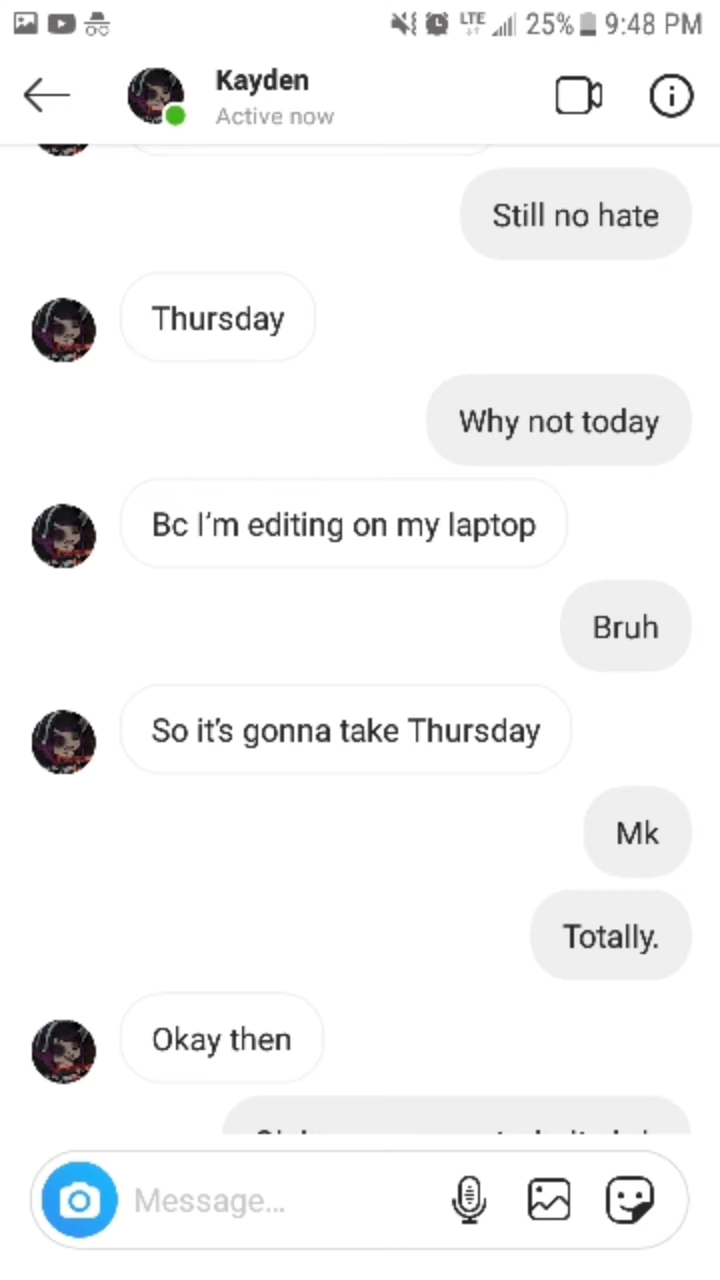 LTE 25% 9:48 PM
Kayden
Active now
Still no hate
Thursday
Why not today
Bc I'm editing on my laptop
Bruh
So it's gonna take Thursday
Mk
Totally.
Okay then
Message...